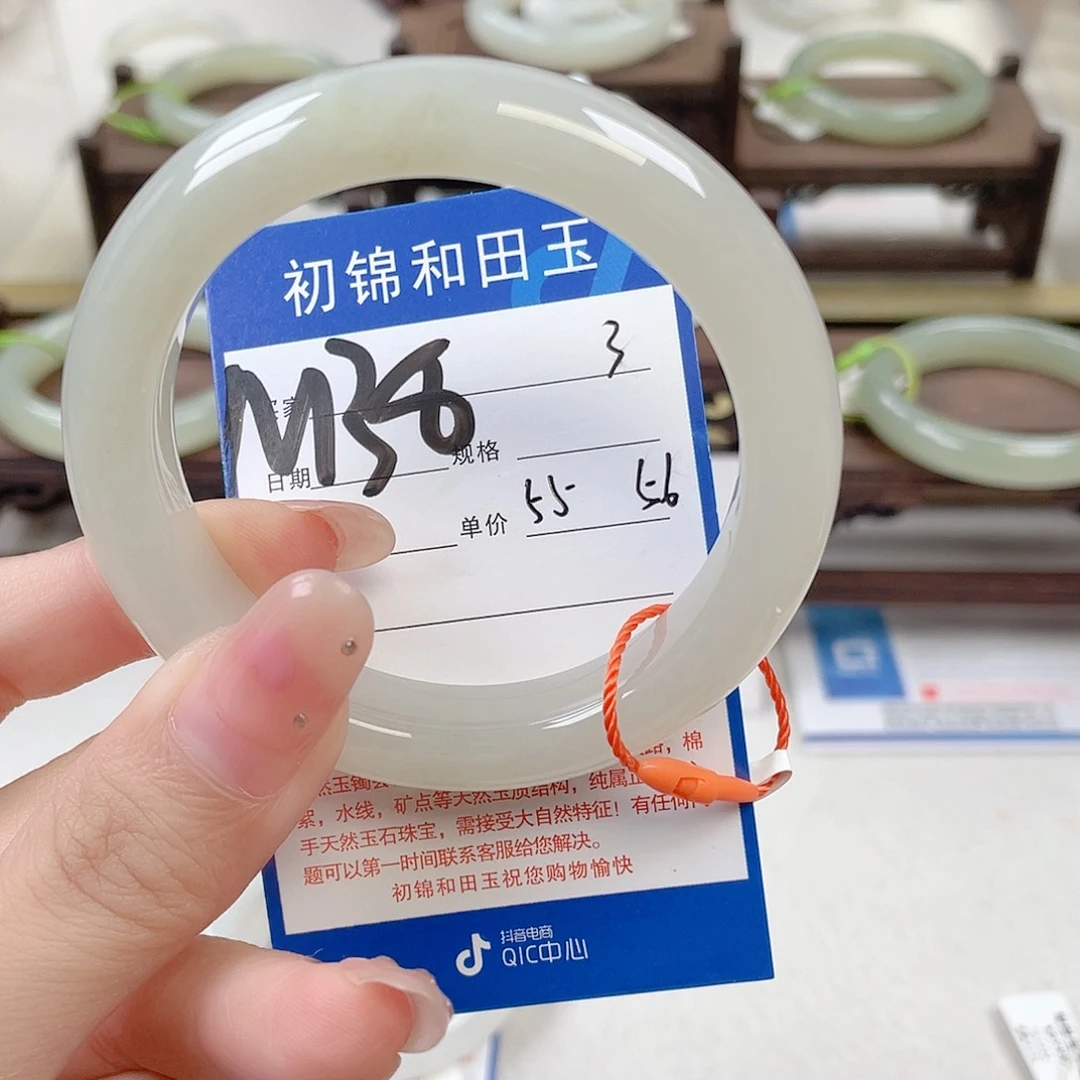 初锦和田玉
M38
3
日期 规格
单价 55 56
棉
絮，水线，矿点等天然玉质结构，纯属正
手天然玉石珠宝，需接受大自然特征！有任何
题可以第一时间联系客服给您解决。
初锦和田玉祝您购物愉快
抖音电商
QIC中心